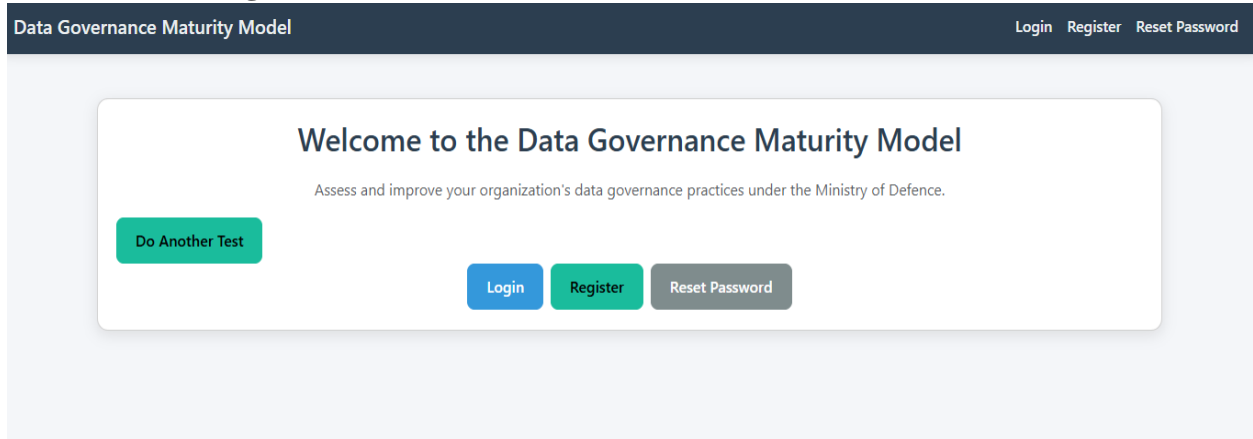 Data Governance Maturity Model Login Register Reset Password
Welcome to the Data Governance Maturity Model
Assess and improve your organization's data governance practices under the Ministry of Defence.
Do Another Test
Login Register Reset Password